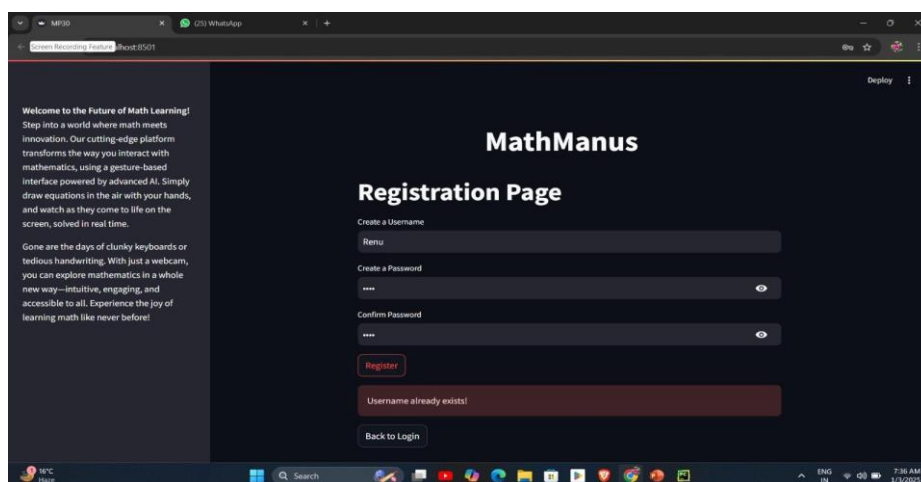 MP30
(25) WhatsApp
Screen Recording Feature lhost:8501
Deploy
Welcome to the Future of Math Learning!
Step into a world where math meets
innovation. Our cutting-edge platform
transforms the way you interact with
mathematics, using a gesture-based
interface powered by advanced AI. Simply
draw equations in the air with your hands,
and watch as they come to life on the
screen, solved in real time.
Gone are the days of clunky keyboards or
tedious handwriting. With just a webcam,
you can explore mathematics in a whole
new way—intuitive, engaging, and
accessible to all. Experience the joy of
learning math like never before!
MathManus
Registration Page
Create a Username
Renu
Create a Password
••••
Confirm Password
••••
Register
Username already exists!
Back to Login
16°C
Haze
Search
ENG
IN
7:36 AM